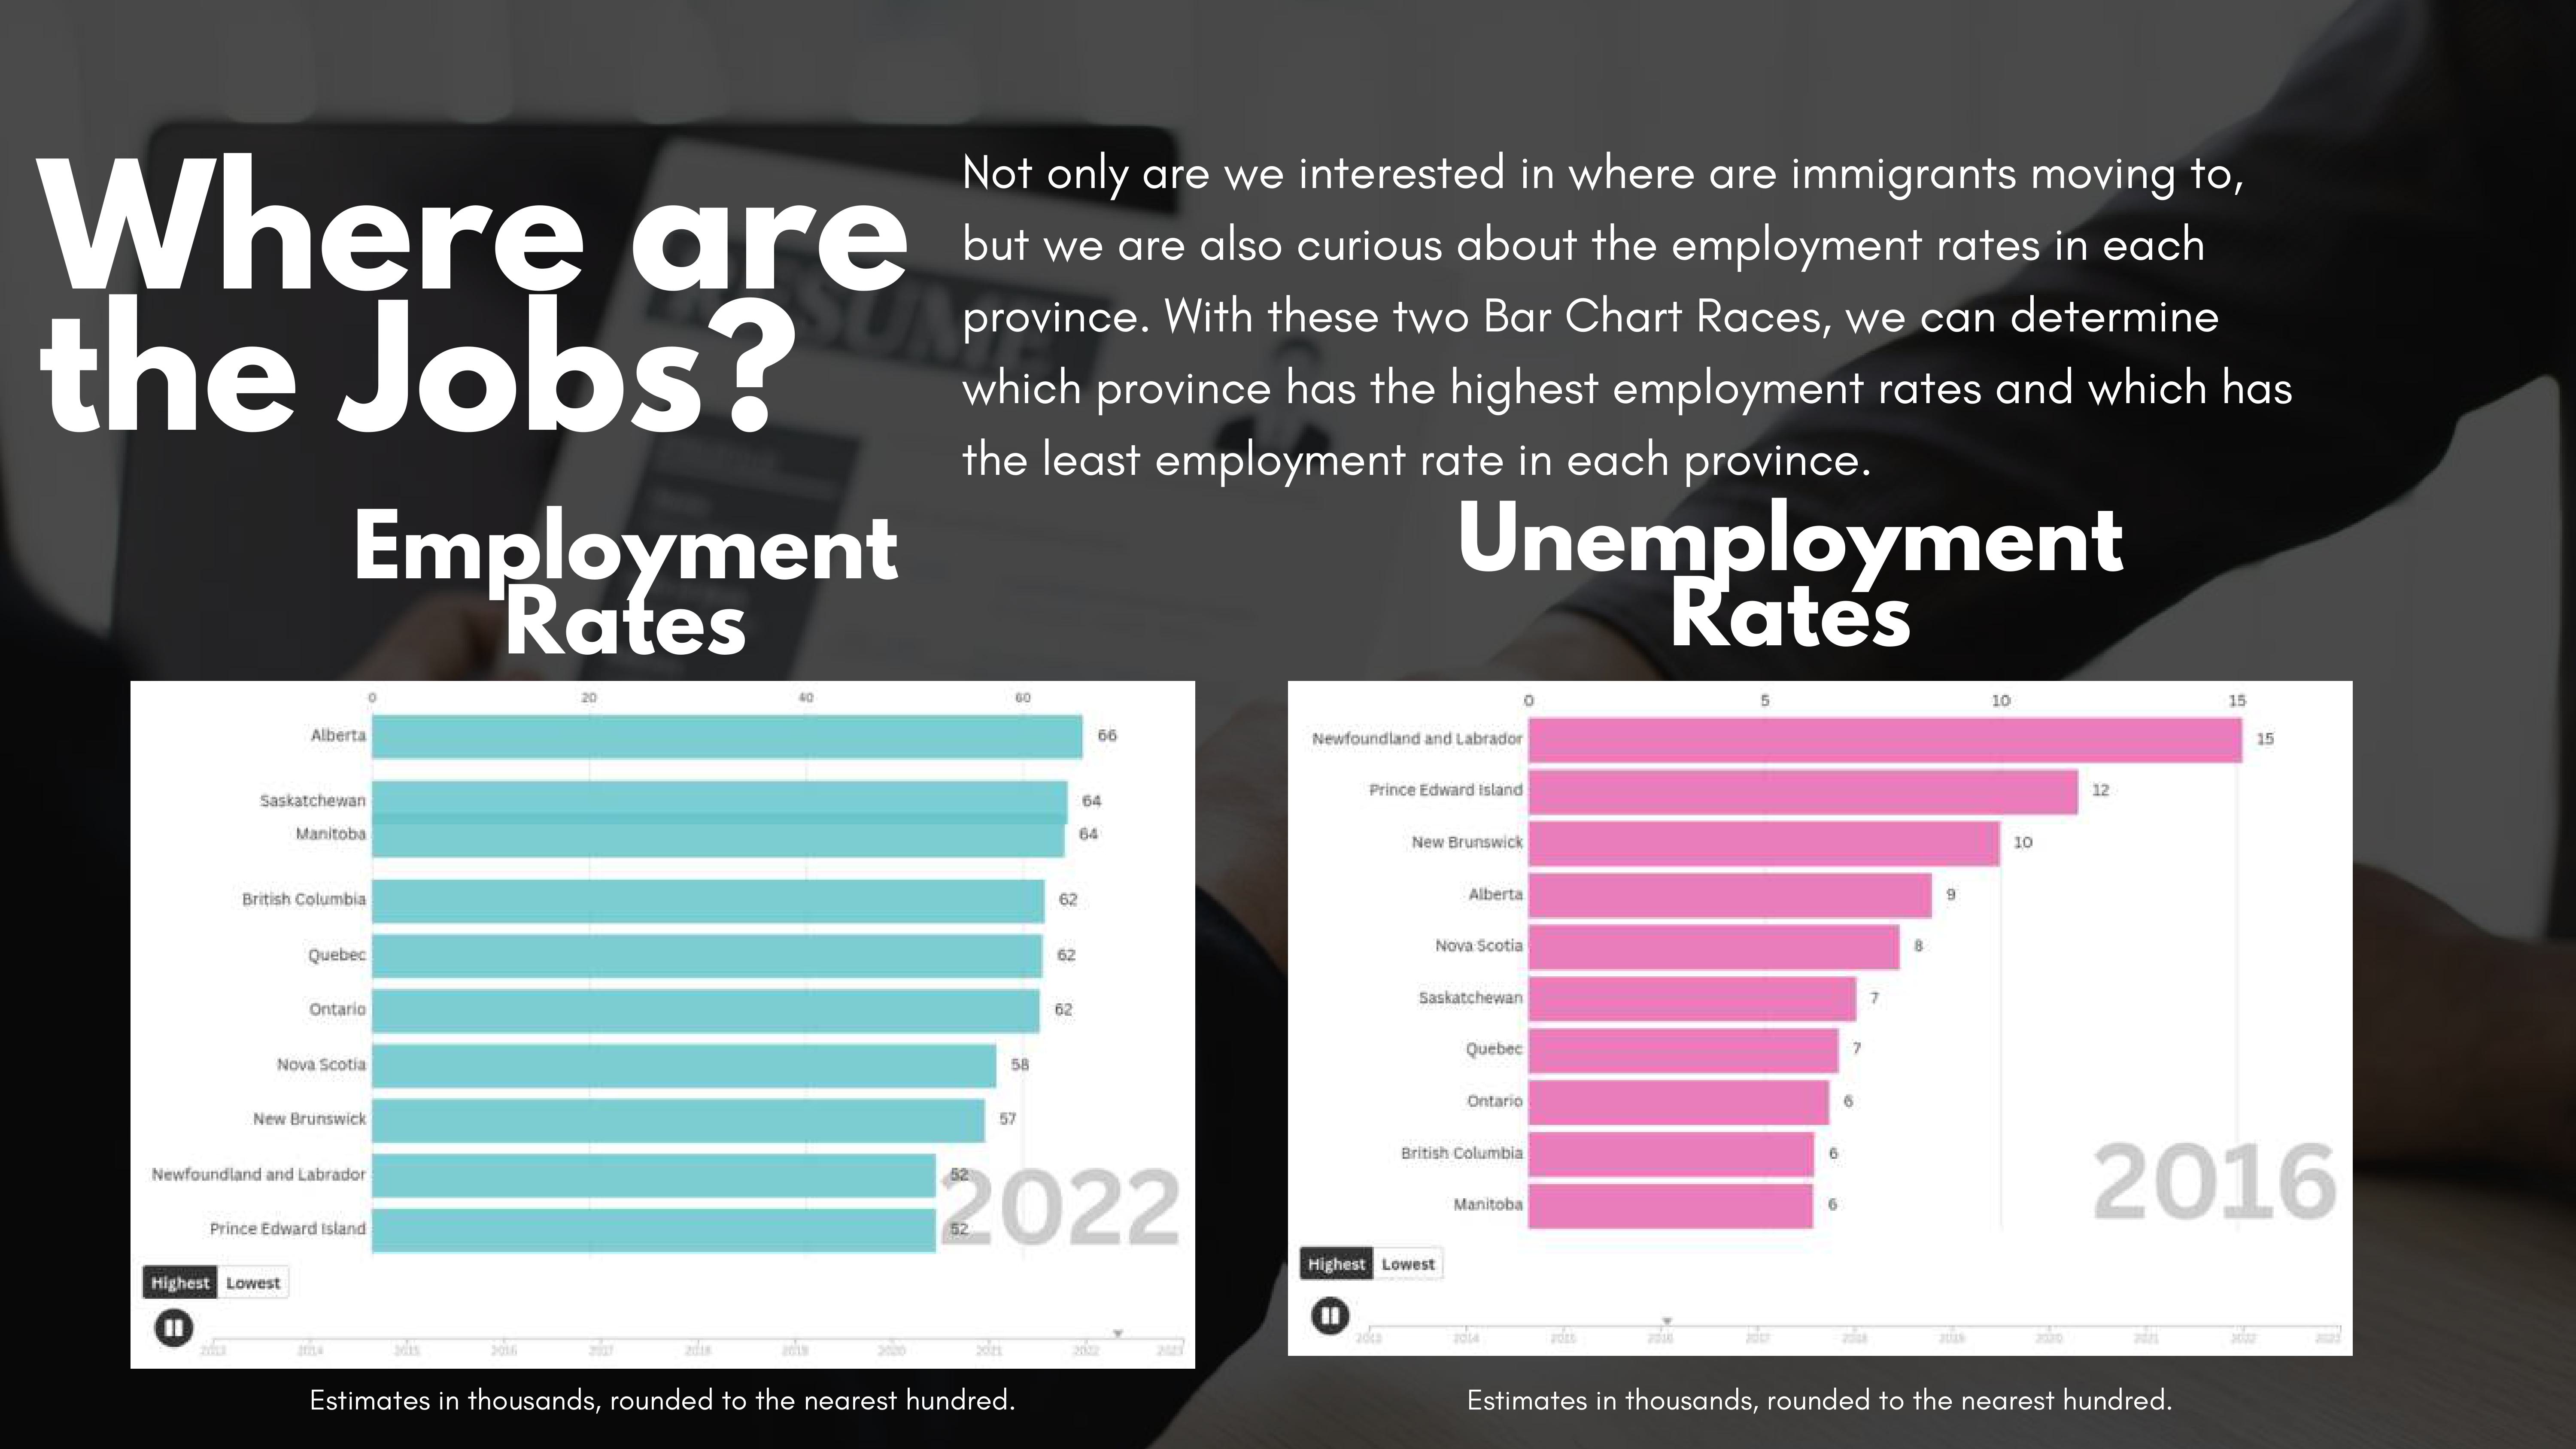 Where are
the Jobs?
Not only are we interested in where are immigrants moving to,
but we are also curious about the employment rates in each
province. With these two Bar Chart Races, we can determine
which province has the highest employment rates and which has
the least employment rate in each province.
RESUME
Employment
Rates
0 20 40 60
Alberta 66
Saskatchewan 64
Manitoba 64
British Columbia 62
Quebec 62
Ontario 62
Nova Scotia 58
New Brunswick 57
Newfoundland and Labrador 52
Prince Edward Island 52
2022
Highest Lowest
2013 2014 2015 2016 2017 2018 2019 2020 2021 2022 2023
Estimates in thousands, rounded to the nearest hundred.
Unemployment
Rates
0 5 10 15
Newfoundland and Labrador 15
Prince Edward Island 12
New Brunswick 10
Alberta 9
Nova Scotia 8
Saskatchewan 7
Quebec 7
Ontario 6
British Columbia 6
Manitoba 6
2016
Highest Lowest
2013 2014 2015 2016 2017 2018 2019 2020 2021 2022 2023
Estimates in thousands, rounded to the nearest hundred.